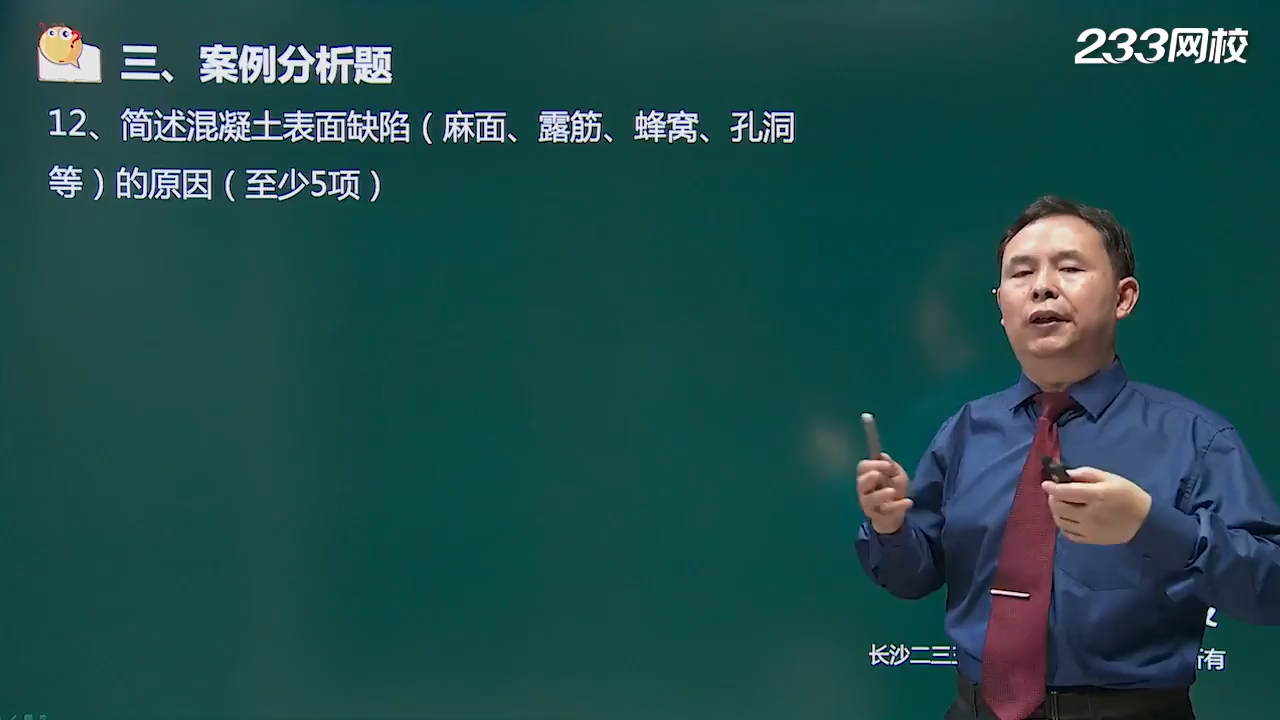 233网校
三、案例分析题
12、简述混凝土表面缺陷（麻面、露筋、蜂窝、孔洞
等）的原因（至少5项）
长沙二三
有